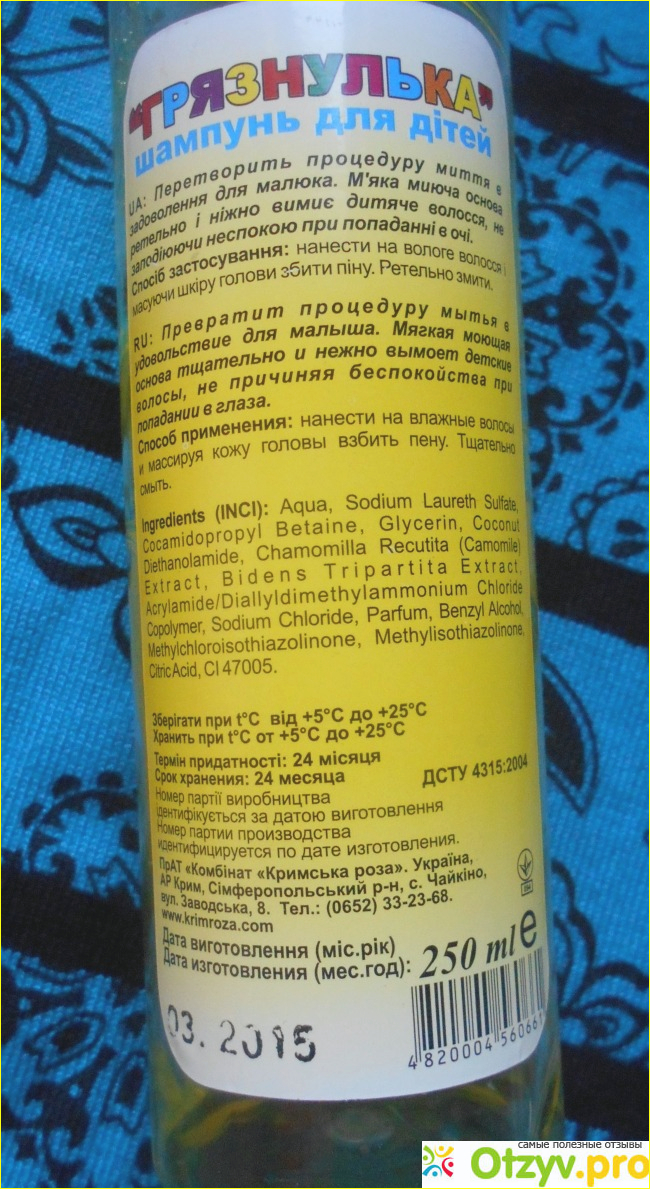 "ГРЯЗНУЛЬКА"
шампунь для дітей
UA: Перетворить процедуру миття в
задоволення для малюка. М'яка миюча основа
ретельно і ніжно вимиє дитяче волосся, не
заподіюючи неспокою при попаданні в очі.
Спосіб застосування: нанести на вологе волосся і
масуючи шкіру голови збити піну. Ретельно змити.
RU: Превратит процедуру мытья в
удовольствие для малыша. Мягкая моющая
основа тщательно и нежно вымоет детские
волосы, не причиняя беспокойства при
попадании в глаза.
Способ применения: нанести на влажные волосы
и массируя кожу головы взбить пену. Тщательно
смыть.
Ingredients (INCI): Aqua, Sodium Laureth Sulfate,
Cocamidopropyl Betaine, Glycerin, Coconut
Diethanolamide, Chamomilla Recutita (Camomile)
Extract, Bidens Tripartita Extract,
Acrylamide/Diallyldimethylammonium Chloride
Copolymer, Sodium Chloride, Parfum, Benzyl Alcohol,
Methylchloroisothiazolinone, Methylisothiazolinone,
Citric Acid, CI 47005.
Зберігати при t°C від +5°C до +25°C
Хранить при t°C от +5°C до +25°C
Термін придатності: 24 місяця
Срок хранения: 24 месяца
ДСТУ 4315:2004
Номер партії виробництва
ідентифікується за датою виготовлення
Номер партии производства
идентифицируется по дате изготовления.
ПрАТ «Комбінат «Кримська роза». Україна,
АР Крим, Сімферопольський р-н, с. Чайкіно,
вул. Заводська, 8. Тел.: (0652) 33-23-68.
www.krimroza.com
Дата виготовлення (міс.рік)
Дата изготовления (мес.год):
250 ml e
03. 2015
4 820004 56066
самые полезные отзывы
Otzyv.pro